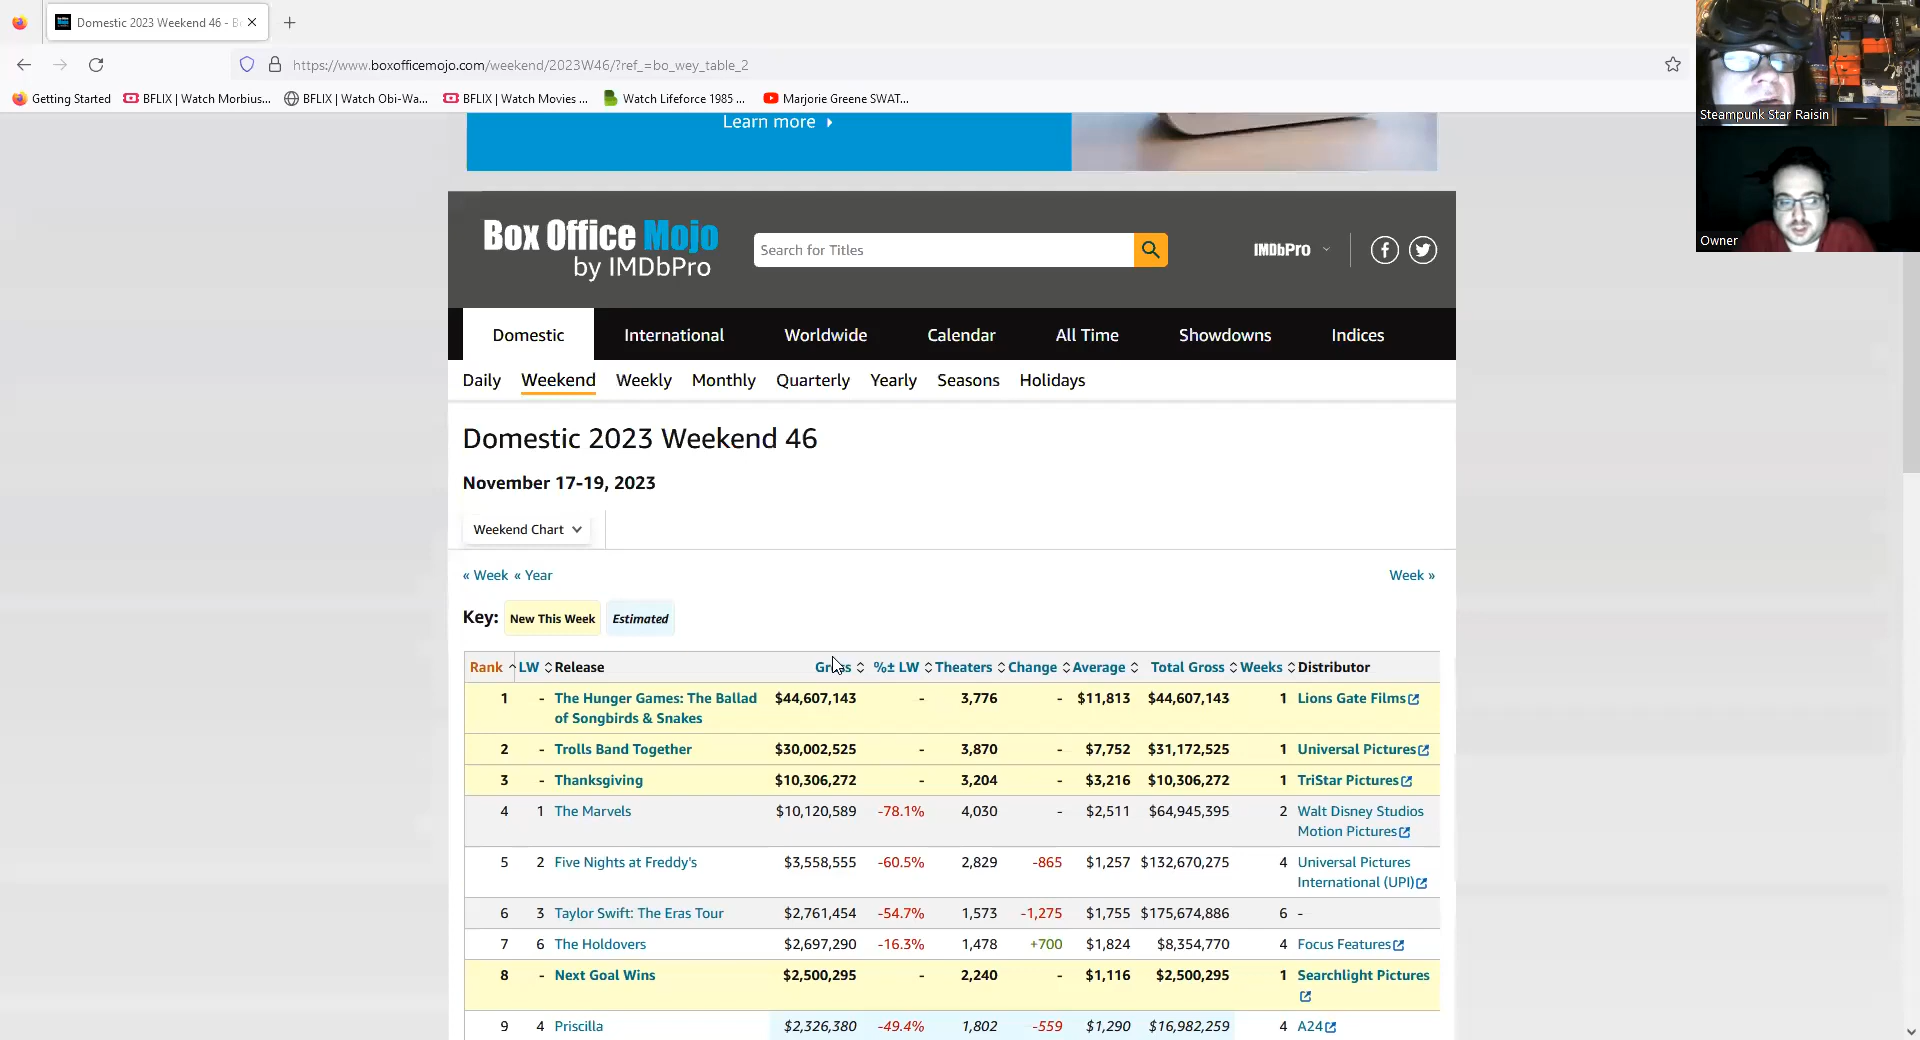 Domestic 2023 Weekend 46 - B
https://www.boxofficemojo.com/weekend/2023W46/?ref_=bo_wey_table_2
Getting Started BFLIX | Watch Morbius... BFLIX | Watch Obi-Wa... BFLIX | Watch Movies ... Watch Lifeforce 1985 ... Marjorie Greene SWAT...
Steampunk Star Raisin
Owner
Learn more
Box Office Mojo
by IMDbPro
Search for Titles
IMDbPro
Domestic International Worldwide Calendar All Time Showdowns Indices
Daily Weekend Weekly Monthly Quarterly Yearly Seasons Holidays
Domestic 2023 Weekend 46
November 17-19, 2023
Weekend Chart
« Week « Year Week »
Key: New This Week Estimated
Rank LW Release Gross %± LW Theaters Change Average Total Gross Weeks Distributor
1 - The Hunger Games: The Ballad $44,607,143 - 3,776 - $11,813 $44,607,143 1 Lions Gate Films
of Songbirds & Snakes
2 - Trolls Band Together $30,002,525 - 3,870 - $7,752 $31,172,525 1 Universal Pictures
3 - Thanksgiving $10,306,272 - 3,204 - $3,216 $10,306,272 1 TriStar Pictures
4 1 The Marvels $10,120,589 -78.1% 4,030 - $2,511 $64,945,395 2 Walt Disney Studios
Motion Pictures
5 2 Five Nights at Freddy's $3,558,555 -60.5% 2,829 -865 $1,257 $132,670,275 4 Universal Pictures
International (UPI)
6 3 Taylor Swift: The Eras Tour $2,761,454 -54.7% 1,573 -1,275 $1,755 $175,674,886 6 -
7 6 The Holdovers $2,697,290 -16.3% 1,478 +700 $1,824 $8,354,770 4 Focus Features
8 - Next Goal Wins $2,500,295 - 2,240 - $1,116 $2,500,295 1 Searchlight Pictures
9 4 Priscilla $2,326,380 -49.4% 1,802 -559 $1,290 $16,982,259 4 A24